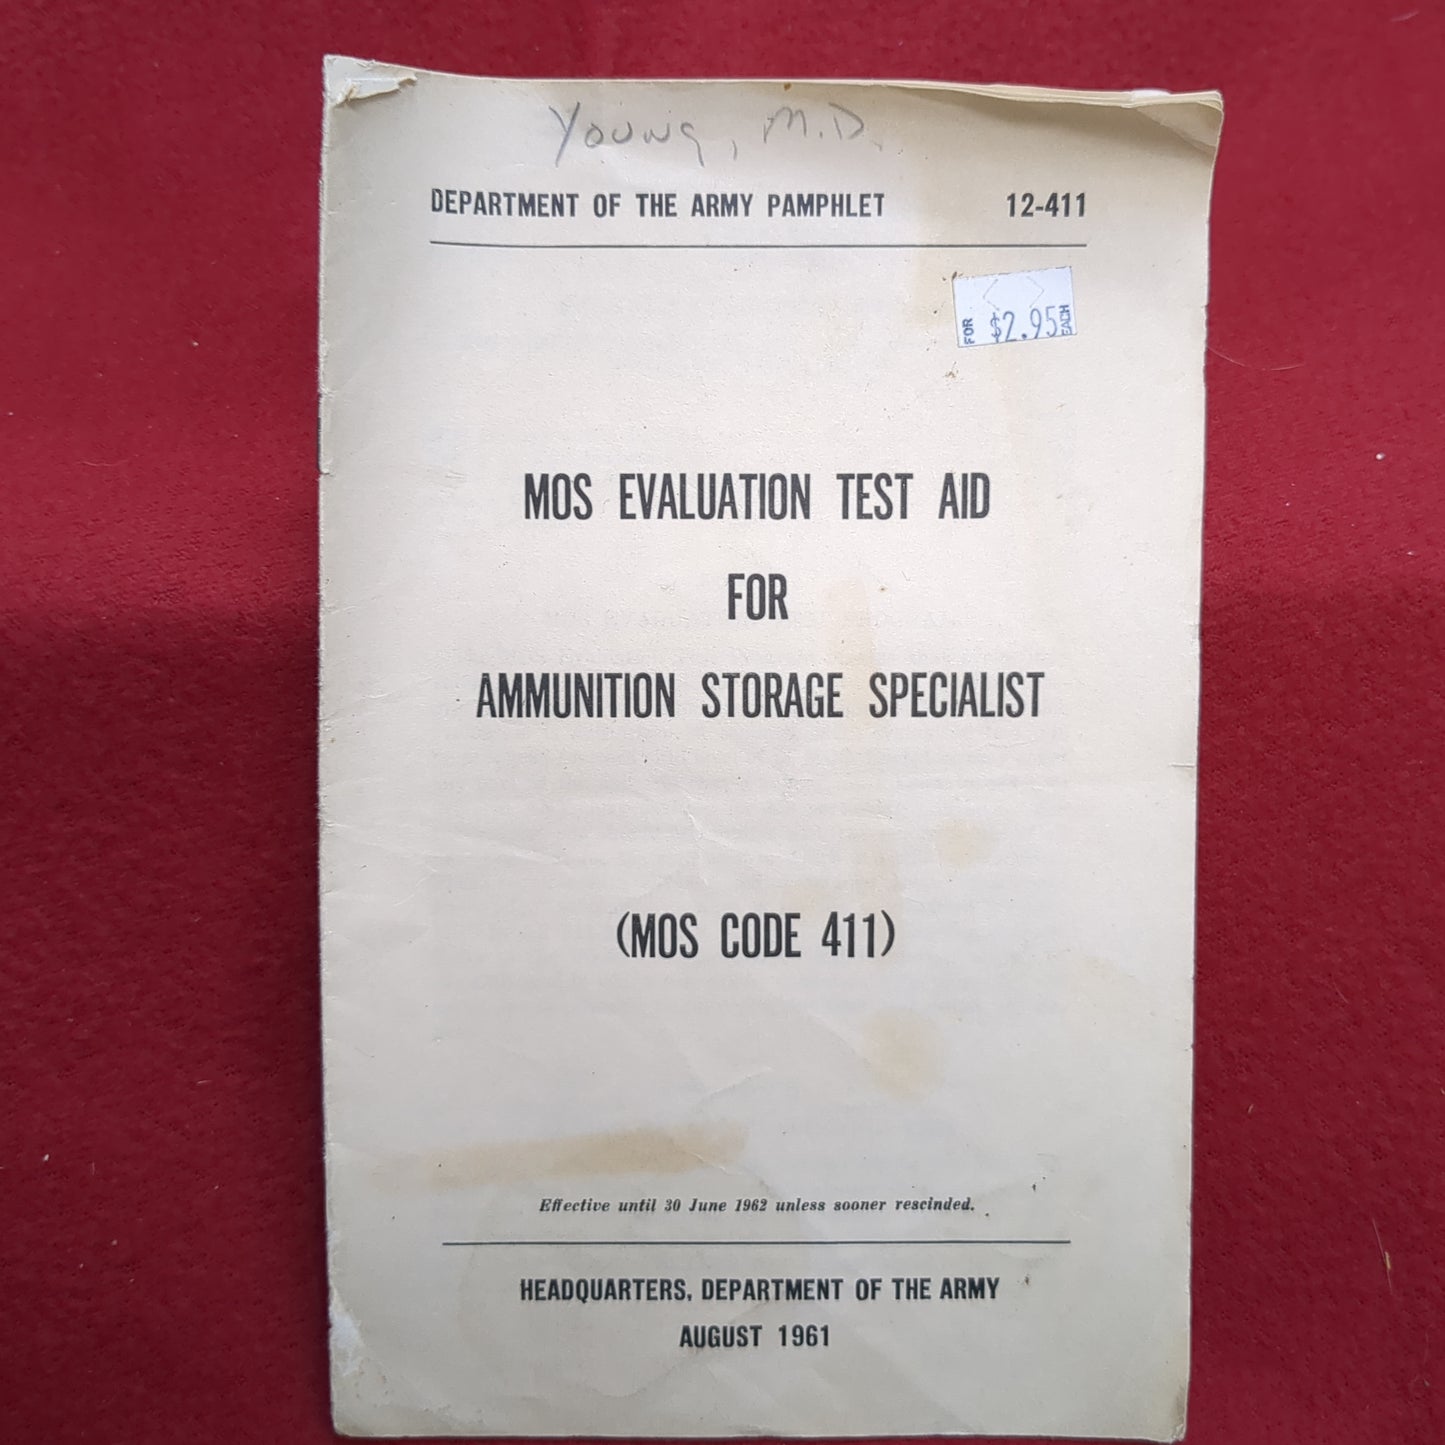 Young, M.D.
DEPARTMENT OF THE ARMY PAMPHLET 12-411
FOR $2.95 EACH
MOS EVALUATION TEST AID
FOR
AMMUNITION STORAGE SPECIALIST
(MOS CODE 411)
Effective until 30 June 1962 unless sooner rescinded.
HEADQUARTERS, DEPARTMENT OF THE ARMY
AUGUST 1961